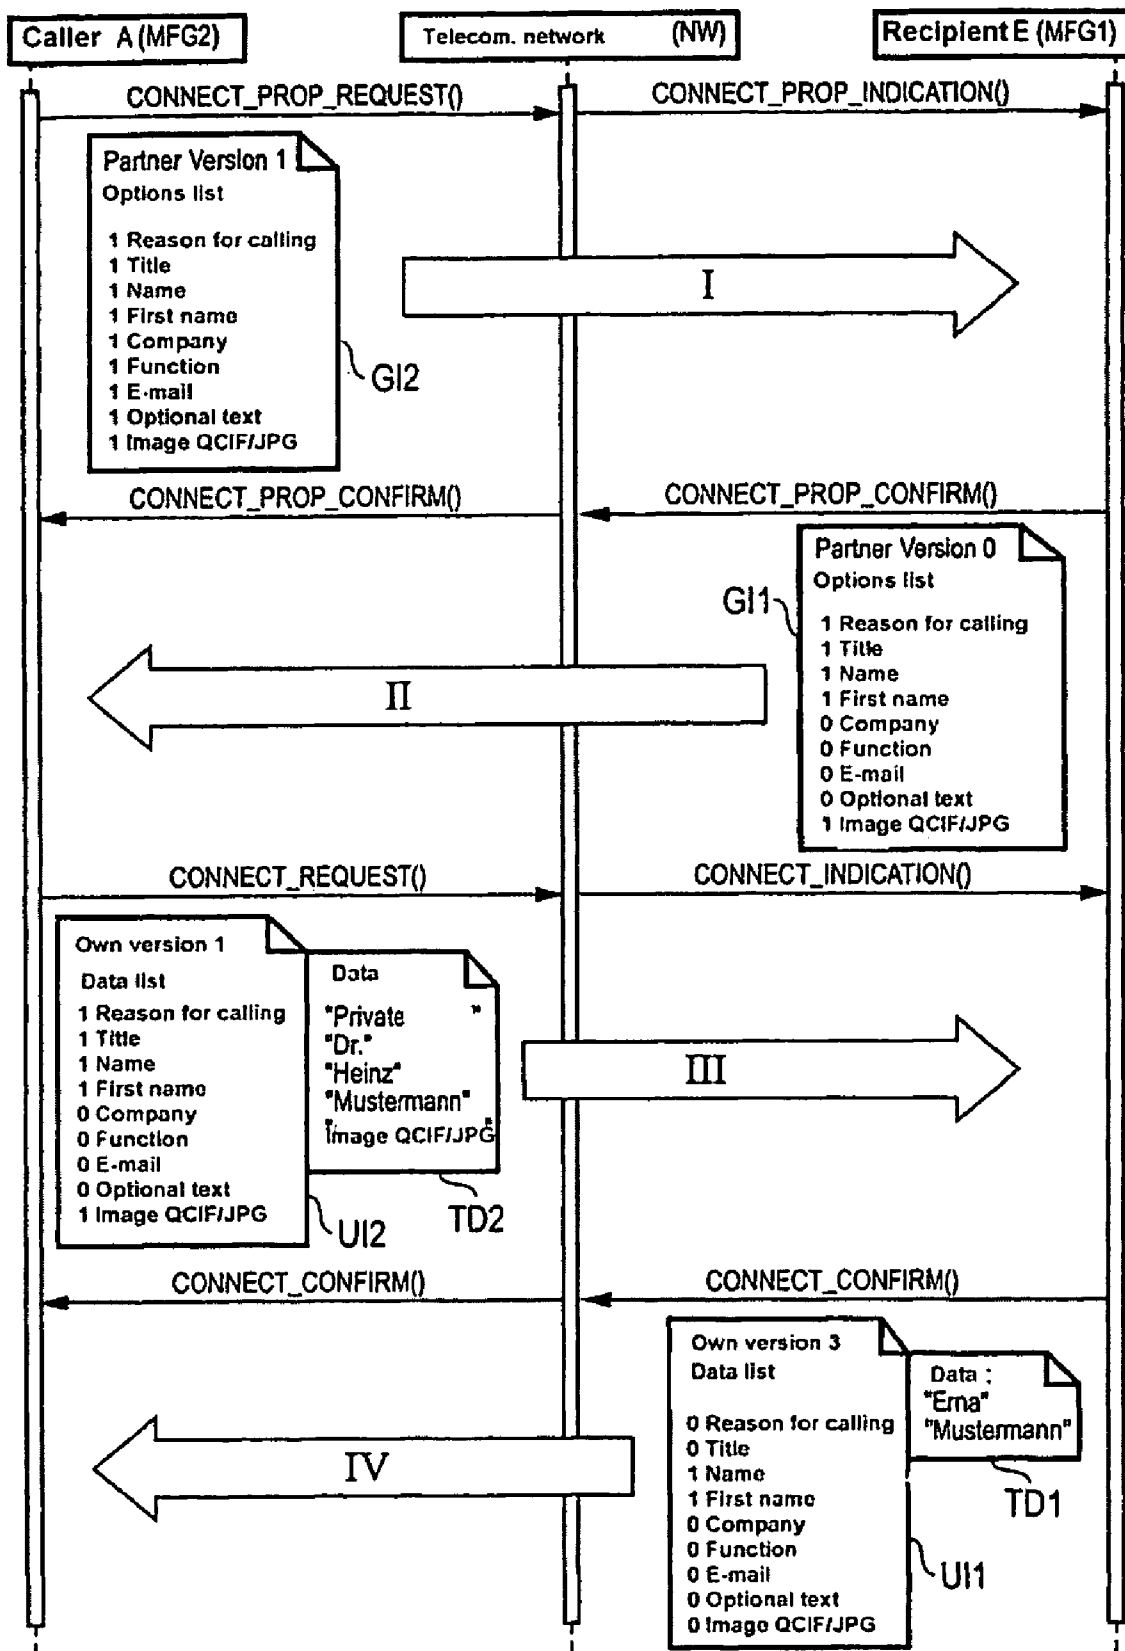 Caller A (MFG2)
Telecom. network (NW)
Recipient E (MFG1)
CONNECT_PROP_REQUEST()
CONNECT_PROP_INDICATION()
Partner Version 1
Options list
1 Reason for calling
1 Title
1 Name
1 First name
1 Company
1 Function
1 E-mail
1 Optional text
1 Image QCIF/JPG
GI2
I
CONNECT_PROP_CONFIRM()
CONNECT_PROP_CONFIRM()
Partner Version 0
Options list
1 Reason for calling
1 Title
1 Name
1 First name
0 Company
0 Function
0 E-mail
0 Optional text
1 Image QCIF/JPG
GI1
II
CONNECT_REQUEST()
CONNECT_INDICATION()
Own version 1
Data list
1 Reason for calling
1 Title
1 Name
1 First name
0 Company
0 Function
0 E-mail
0 Optional text
1 Image QCIF/JPG
UI2
Data
"Private "
"Dr."
"Heinz"
"Mustermann"
"Image QCIF/JPG"
TD2
III
CONNECT_CONFIRM()
CONNECT_CONFIRM()
Own version 3
Data list
0 Reason for calling
0 Title
1 Name
1 First name
0 Company
0 Function
0 E-mail
0 Optional text
0 Image QCIF/JPG
UI1
Data :
"Erna"
"Mustermann"
TD1
IV